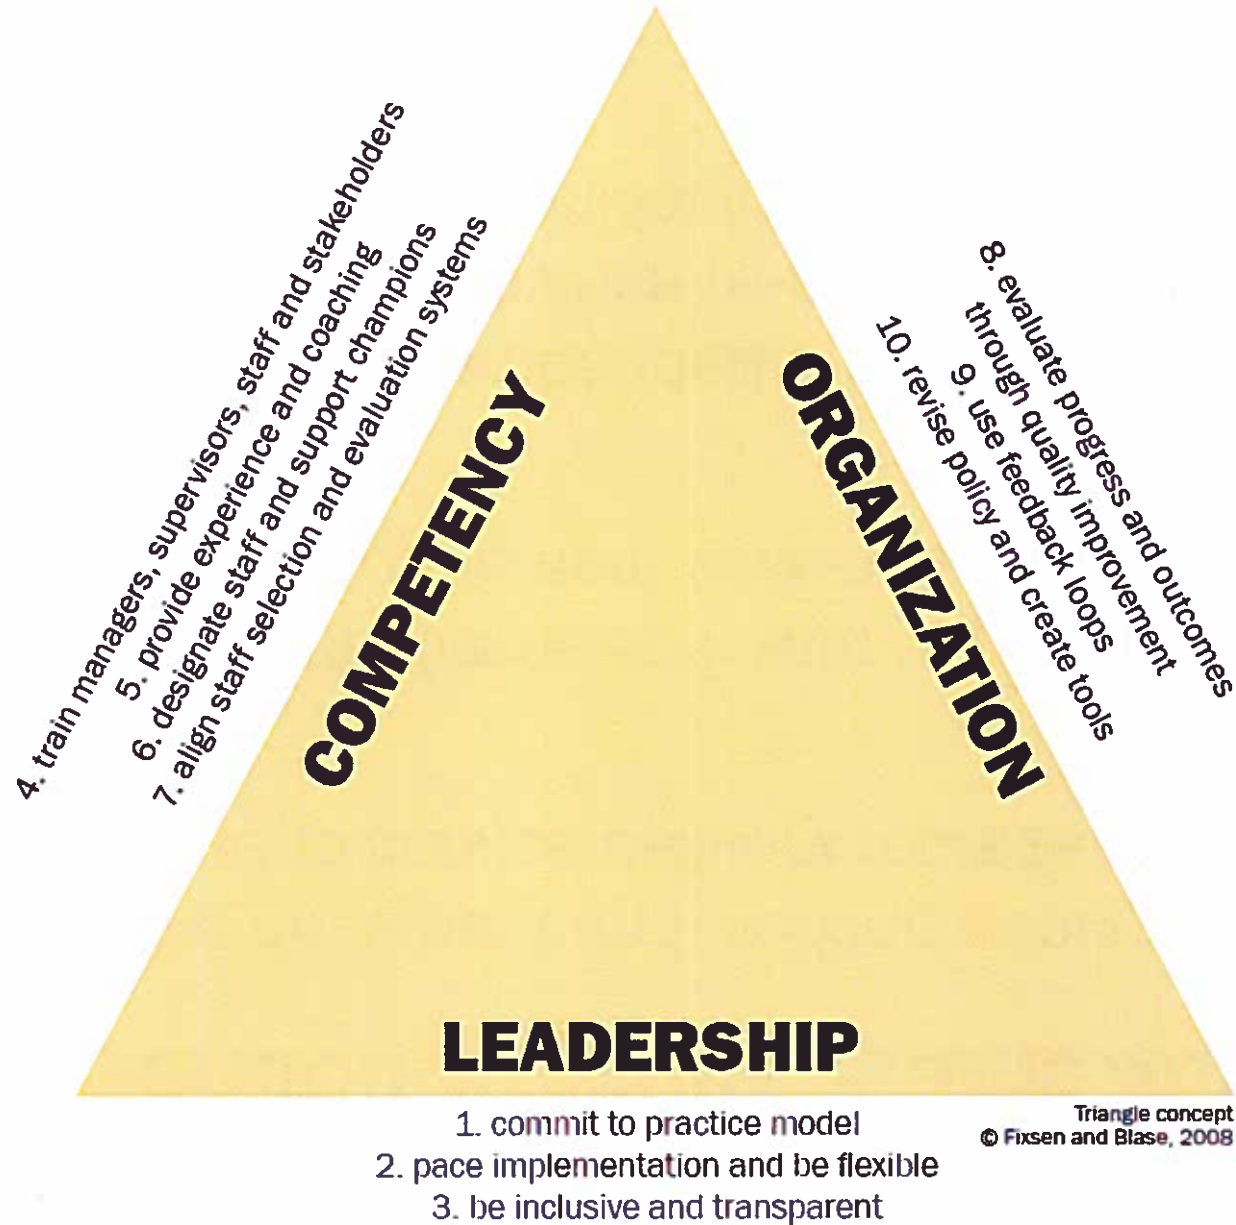 4. train managers, supervisors, staff and stakeholders
5. provide experience and coaching
6. designate staff and support champions
7. align staff selection and evaluation systems
COMPETENCY
8. evaluate progress and outcomes
through quality improvement
9. use feedback loops
10. revise policy and create tools
ORGANIZATION
LEADERSHIP
1. commit to practice model
2. pace implementation and be flexible
3. be inclusive and transparent
Triangle concept
© Fixsen and Blase, 2008